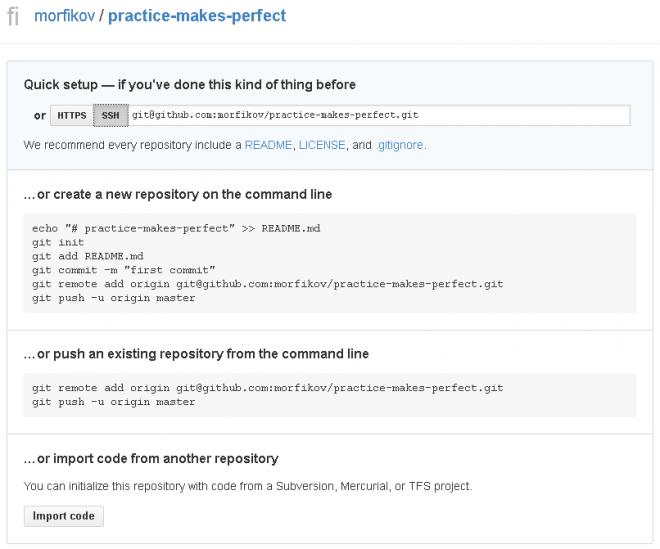 morfikov / practice-makes-perfect
Quick setup — if you've done this kind of thing before
or HTTPS SSH git@github.com:morfikov/practice-makes-perfect.git
We recommend every repository include a README, LICENSE, and .gitignore.
…or create a new repository on the command line
echo "# practice-makes-perfect" >> README.md
git init
git add README.md
git commit -m "first commit"
git remote add origin git@github.com:morfikov/practice-makes-perfect.git
git push -u origin master
…or push an existing repository from the command line
git remote add origin git@github.com:morfikov/practice-makes-perfect.git
git push -u origin master
…or import code from another repository
You can initialize this repository with code from a Subversion, Mercurial, or TFS project.
Import code